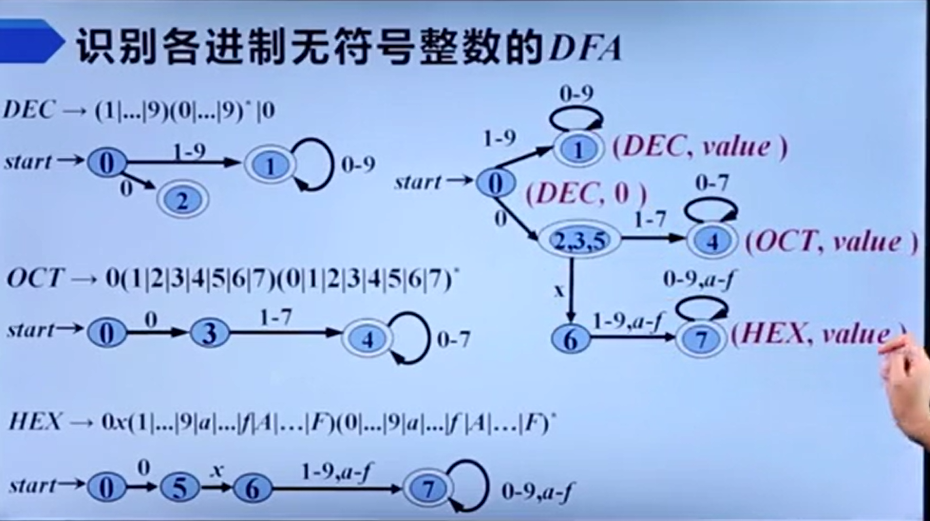 识别各进制无符号整数的DFA
DEC → (1|...|9)(0|...|9)*|0
start
0
1-9
1
0-9
0
2
OCT → 0(1|2|3|4|5|6|7)(0|1|2|3|4|5|6|7)*
start
0
0
3
1-7
4
0-7
HEX → 0x(1|...|9|a|...|f|A|...|F)(0|...|9|a|...|f|A|...|F)*
start
0
0
5
x
6
1-9,a-f
7
0-9,a-f
0-9
1-9
1
(DEC, value )
start
0
(DEC, 0 )
0
2,3,5
1-7
0-7
4
(OCT, value )
x
6
1-9,a-f
0-9,a-f
7
(HEX, value )